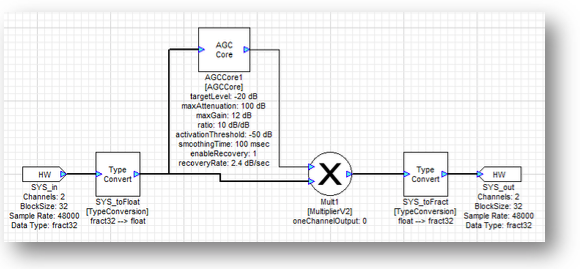 AGC
Core
AGCCore1
[AGCCore]
targetLevel: -20 dB
maxAttenuation: 100 dB
maxGain: 12 dB
ratio: 10 dB/dB
activationThreshold: -50 dB
smoothingTime: 100 msec
enableRecovery: 1
recoveryRate: 2.4 dB/sec
HW
SYS_in
Channels: 2
BlockSize: 32
Sample Rate: 48000
Data Type: fract32
Type
Convert
SYS_toFloat
[TypeConversion]
fract32 --> float
X
Mult1
[MultiplierV2]
oneChannelOutput: 0
Type
Convert
SYS_toFract
[TypeConversion]
float --> fract32
HW
SYS_out
Channels: 2
BlockSize: 32
Sample Rate: 48000
Data Type: fract32